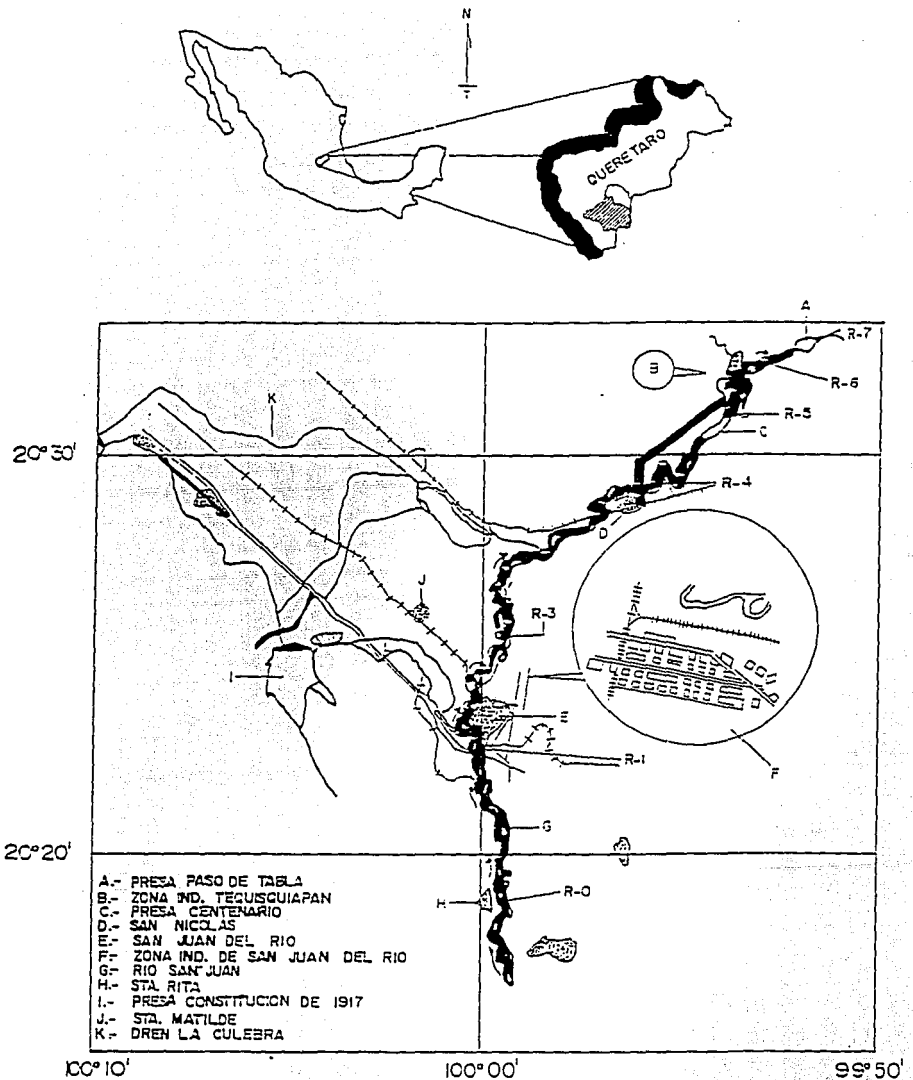 N
QUERETARO
A
R-7
B
R-6
R-5
C
K
20°30'
R-4
D
J
R-3
I
E
R-1
F
G
20°20'
R-0
H
A.- PRESA PASO DE TABLA
B.- ZONA IND. TEQUISQUIAPAN
C.- PRESA CENTENARIO
D.- SAN NICOLAS
E.- SAN JUAN DEL RIO
F.- ZONA IND. DE SAN JUAN DEL RIO
G.- RIO SAN JUAN
H.- STA. RITA
I.- PRESA CONSTITUCION DE 1917
J.- STA. MATILDE
K.- DREN LA CULEBRA
100°10' 100°00' 99°50'